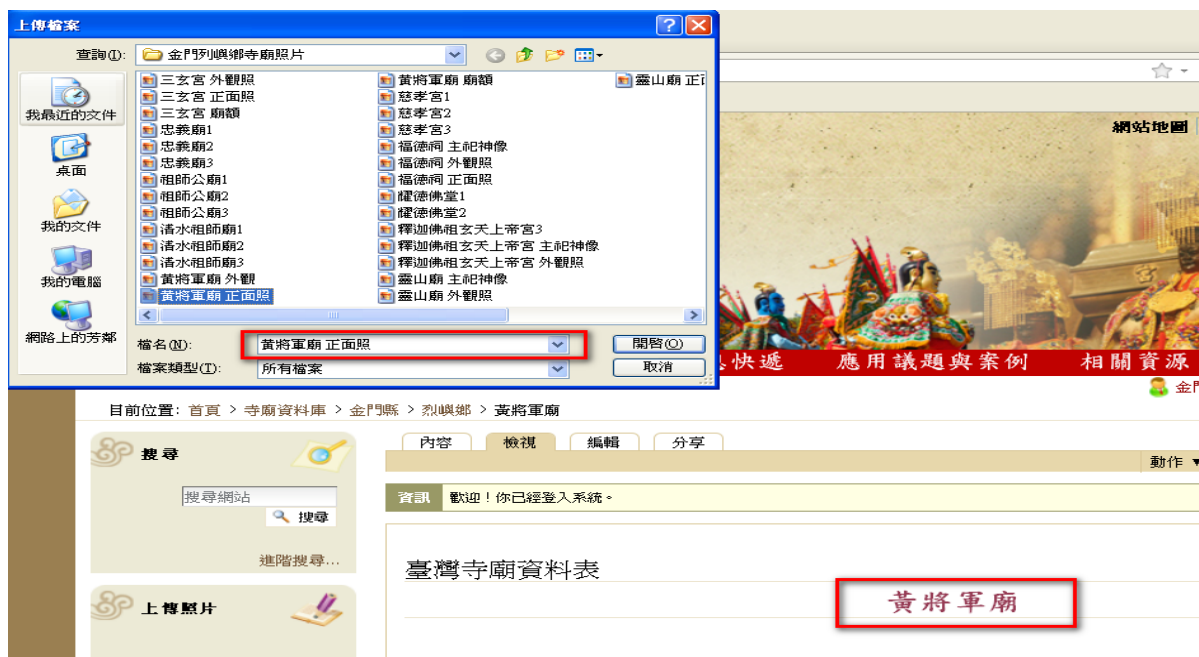 上傳檔案
查詢(I): 金門列嶼鄉寺廟照片
我最近的文件
桌面
我的文件
我的電腦
網路上的芳鄰
三玄宮 外觀照
三玄宮 正面照
三玄宮 廟額
忠義廟1
忠義廟2
忠義廟3
祖師公廟1
祖師公廟2
祖師公廟3
清水祖師廟1
清水祖師廟2
清水祖師廟3
黃將軍廟 外觀
黃將軍廟 正面照
黃將軍廟 廟額
慈孝宮1
慈孝宮2
慈孝宮3
福德祠 主祀神像
福德祠 外觀照
福德祠 正面照
耀德佛堂1
耀德佛堂2
釋迦佛祖玄天上帝宮3
釋迦佛祖玄天上帝宮 主祀神像
釋迦佛祖玄天上帝宮 外觀照
靈山廟 主祀神像
靈山廟 外觀照
靈山廟 正
檔名(N): 黃將軍廟 正面照 開啓(O)
檔案類型(T): 所有檔案 取消
網站地圖
快遞 應用議題與案例 相關資源
金
目前位置: 首頁 > 寺廟資料庫 > 金門縣 > 烈嶼鄉 > 黃將軍廟
內容 檢視 編輯 分享
動作 ▼
搜尋
搜尋網站
搜尋
進階搜尋...
上傳照片
資訊 歡迎！你已經登入系統。
臺灣寺廟資料表
黃將軍廟